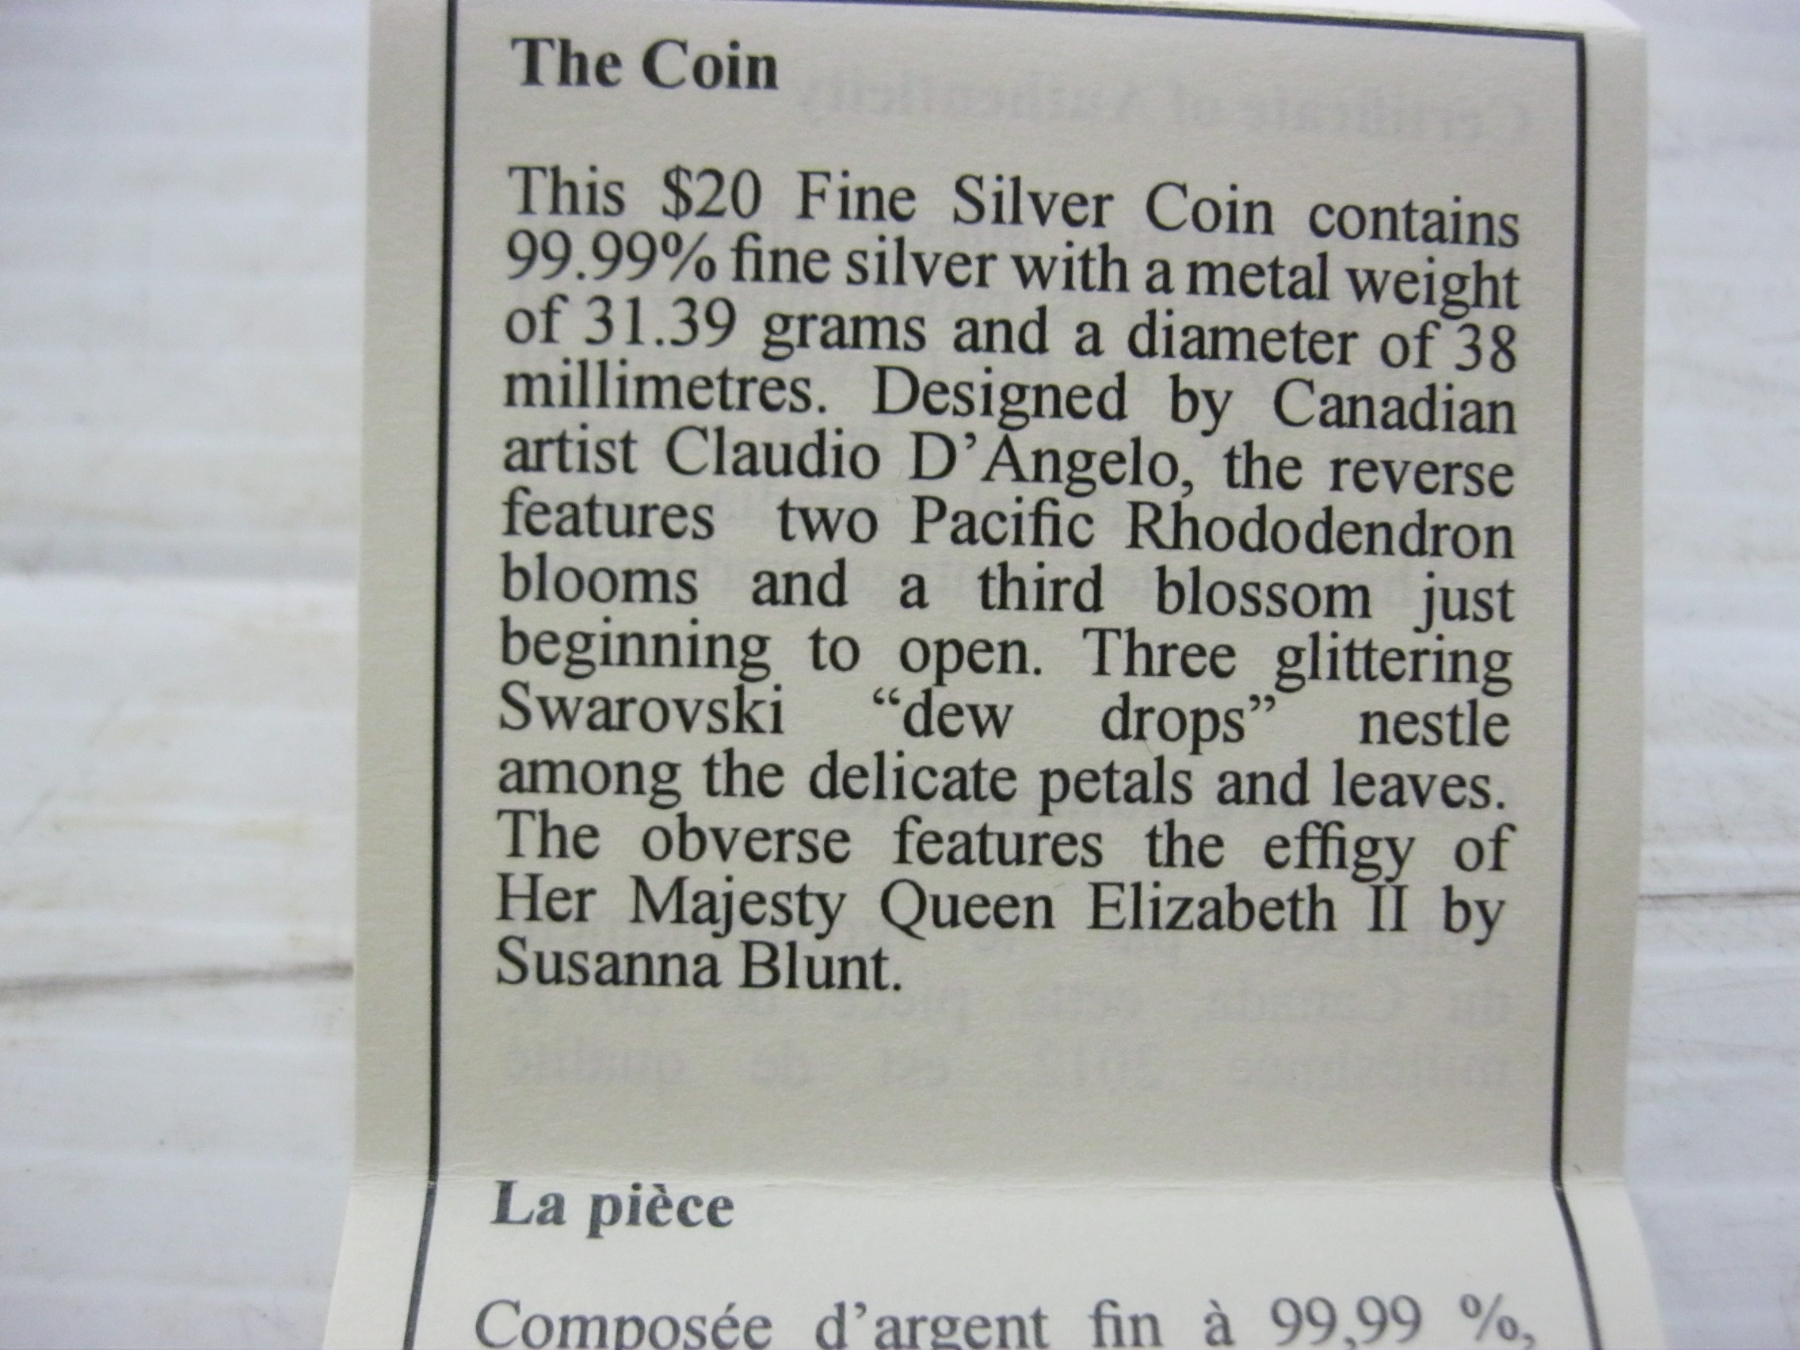 The Coin
This $20 Fine Silver Coin contains
99.99% fine silver with a metal weight
of 31.39 grams and a diameter of 38
millimetres. Designed by Canadian
artist Claudio D’Angelo, the reverse
features two Pacific Rhododendron
blooms and a third blossom just
beginning to open. Three glittering
Swarovski “dew drops” nestle
among the delicate petals and leaves.
The obverse features the effigy of
Her Majesty Queen Elizabeth II by
Susanna Blunt.
La pièce
Composée d’argent fin à 99,99 %,